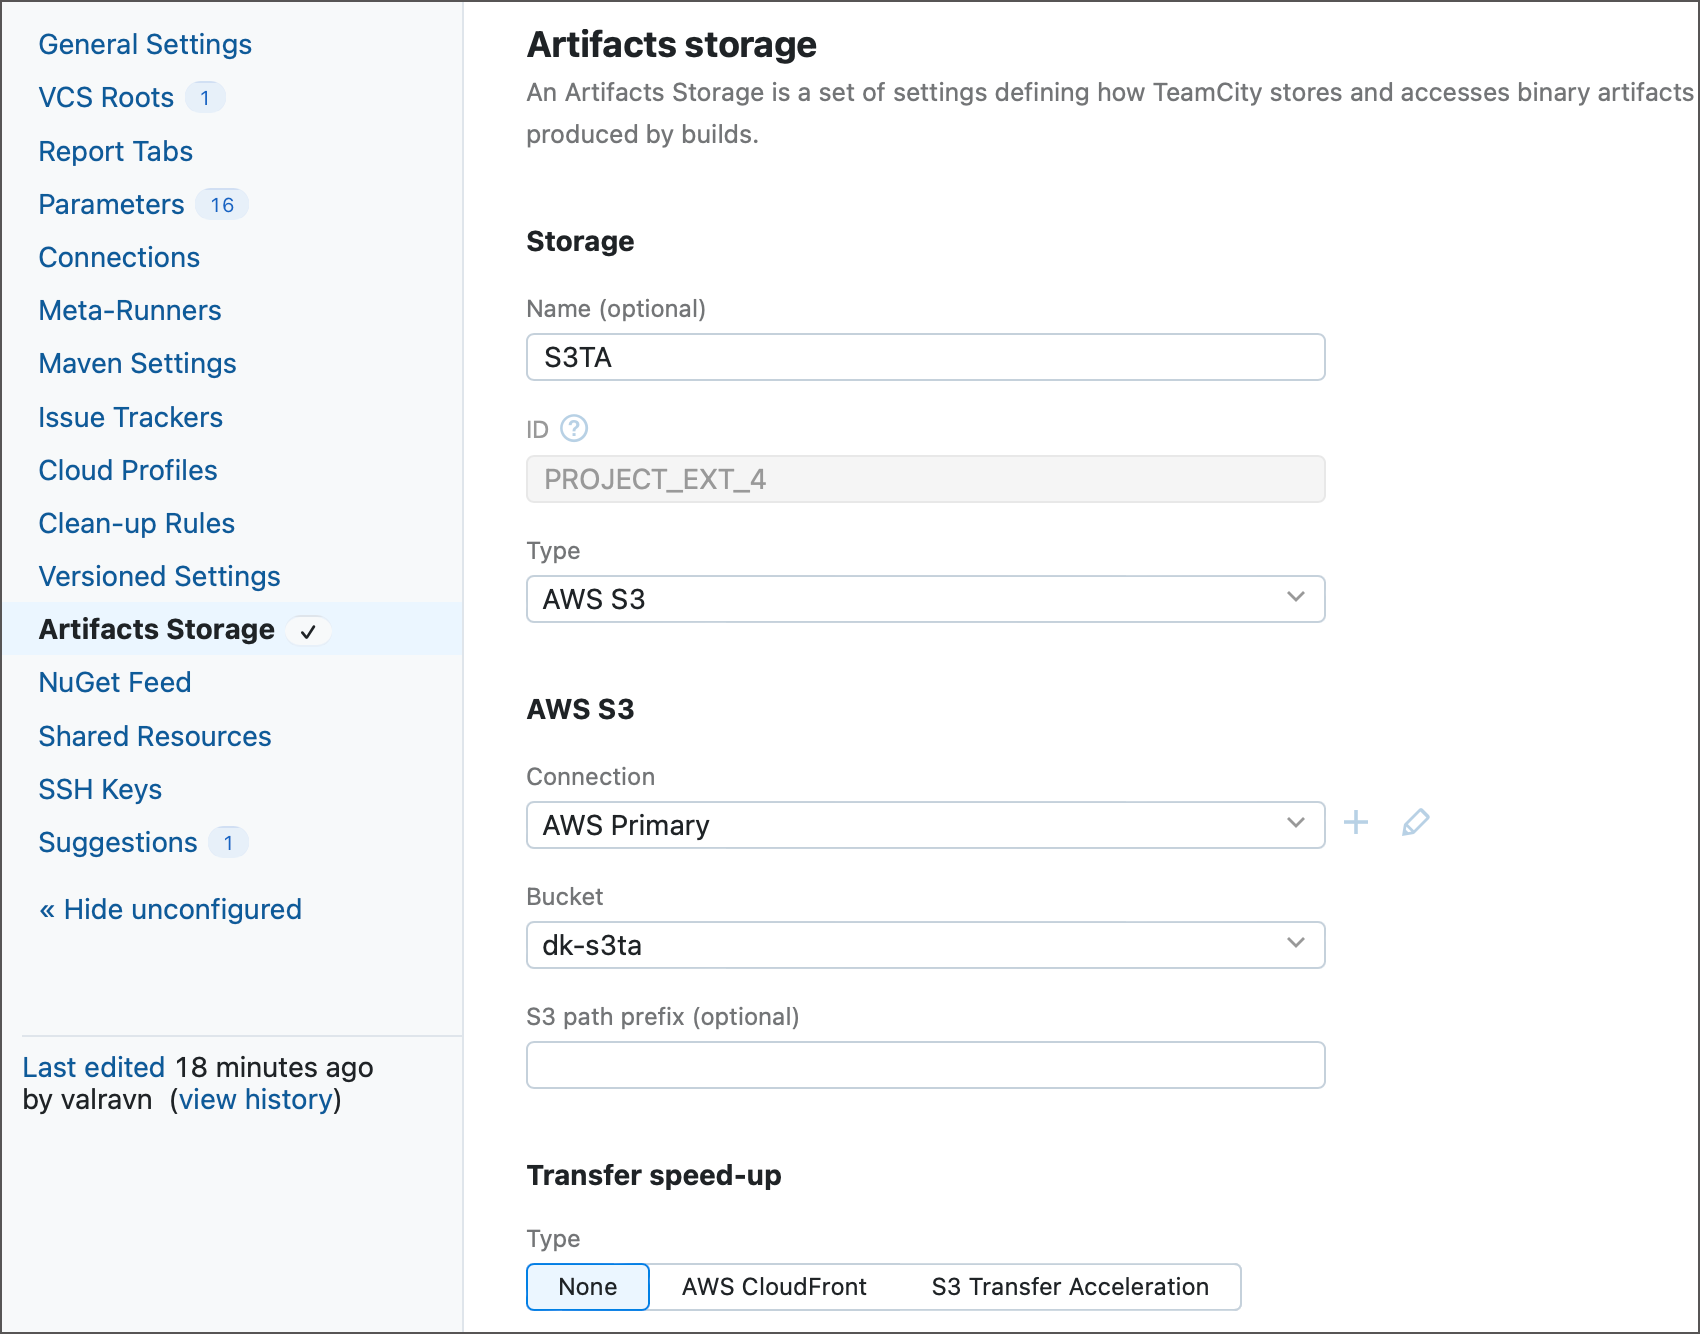 General Settings
VCS Roots 1
Report Tabs
Parameters 16
Connections
Meta-Runners
Maven Settings
Issue Trackers
Cloud Profiles
Clean-up Rules
Versioned Settings
Artifacts Storage ✓
NuGet Feed
Shared Resources
SSH Keys
Suggestions 1
« Hide unconfigured
Last edited 18 minutes ago
by valravn (view history)
Artifacts storage
An Artifacts Storage is a set of settings defining how TeamCity stores and accesses binary artifacts
produced by builds.
Storage
Name (optional)
S3TA
ID ?
PROJECT_EXT_4
Type
AWS S3
AWS S3
Connection
AWS Primary
Bucket
dk-s3ta
S3 path prefix (optional)
Transfer speed-up
Type
None AWS CloudFront S3 Transfer Acceleration